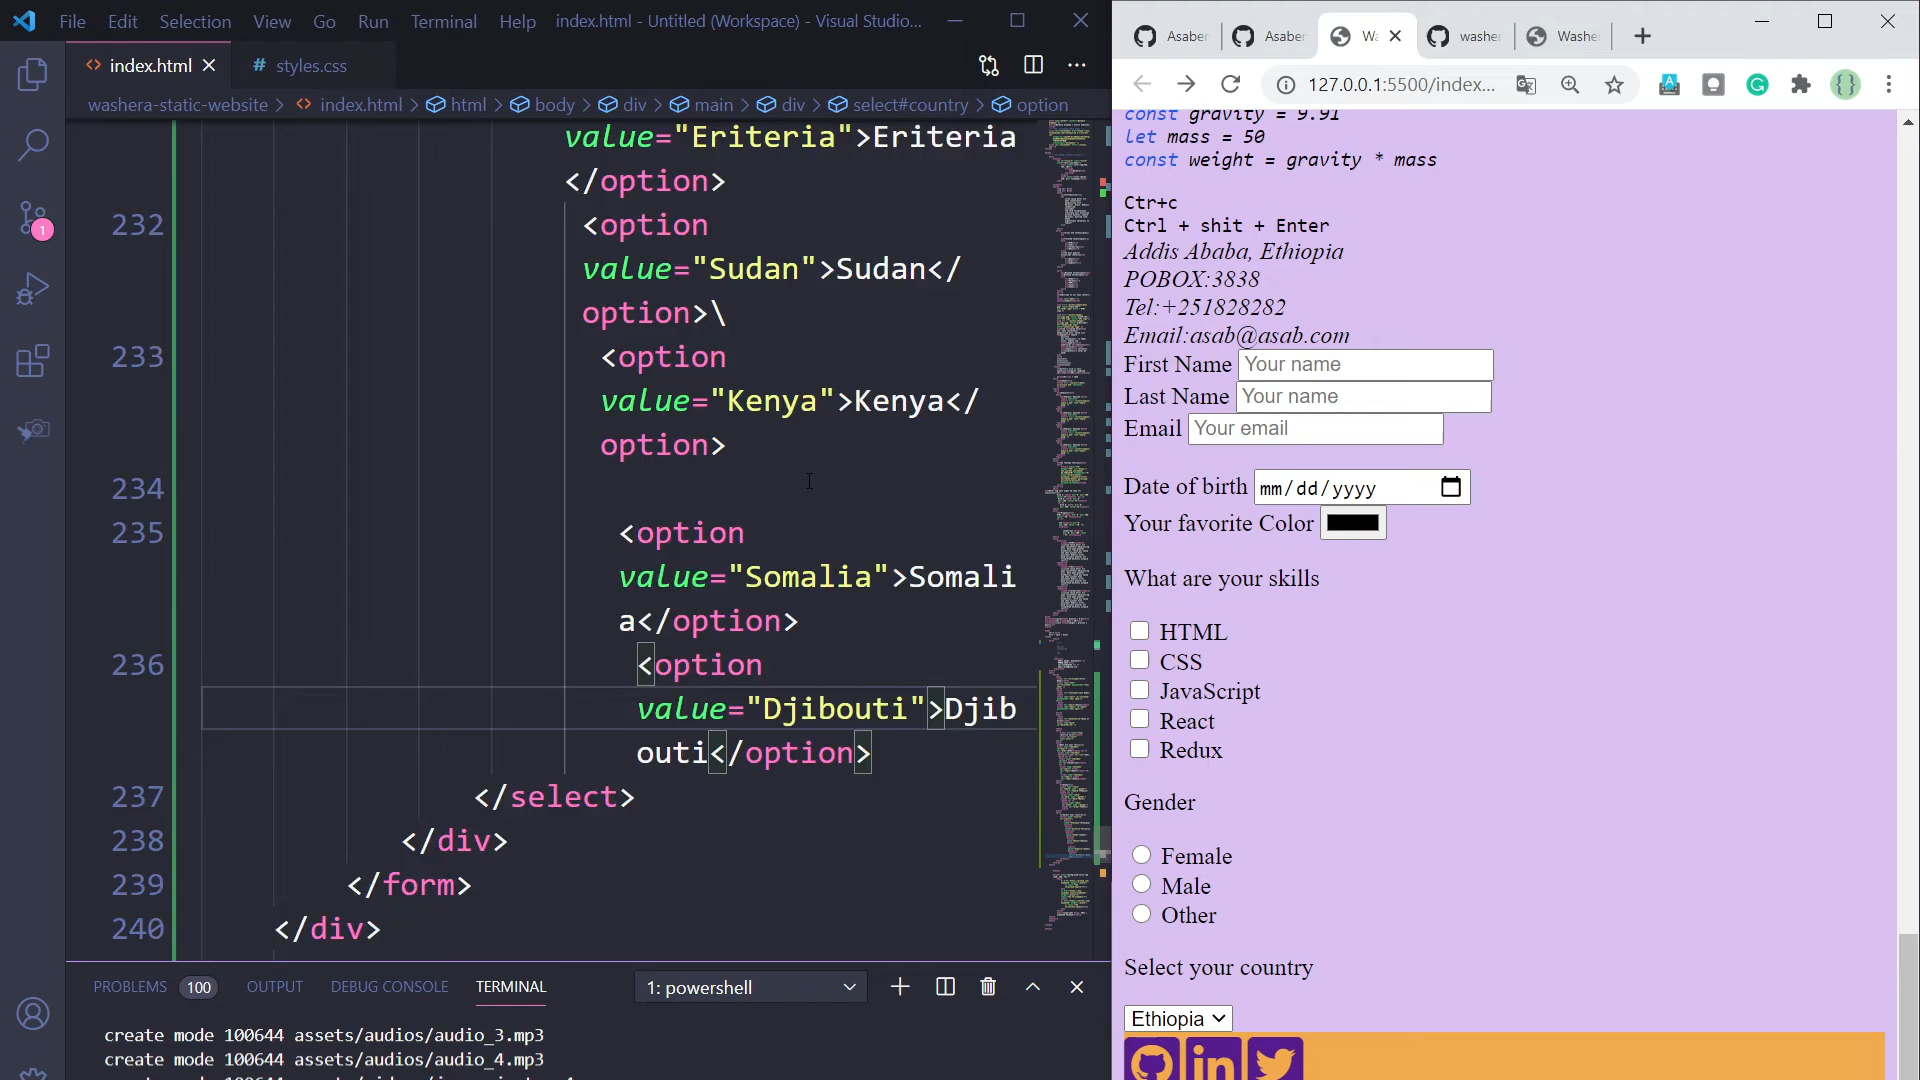 File Edit Selection View Go Run Terminal Help index.html - Untitled (Workspace) - Visual Studio...
index.html
# styles.css
washera-static-website > index.html > html > body > div > main > div > select#country > option
value="Eriteria">Eriteria
</option>
232 <option
value="Sudan">Sudan</
option>\
233 <option
value="Kenya">Kenya</
option>
234
235 <option
value="Somalia">Somali
a</option>
236 <option
value="Djibouti">Djib
outi</option>
237 </select>
238 </div>
239 </form>
240 </div>
1
PROBLEMS 100 OUTPUT DEBUG CONSOLE TERMINAL 1: powershell
create mode 100644 assets/audios/audio_3.mp3
create mode 100644 assets/audios/audio_4.mp3
Asaber Asaber Wa washer Washe
127.0.0.1:5500/index...
const gravity = 9.91
let mass = 50
const weight = gravity * mass
Ctr+c
Ctrl + shit + Enter
Addis Ababa, Ethiopia
POBOX:3838
Tel:+251828282
Email:asab@asab.com
First Name Your name
Last Name Your name
Email Your email
Date of birth mm/dd/yyyy
Your favorite Color
What are your skills
HTML
CSS
JavaScript
React
Redux
Gender
Female
Male
Other
Select your country
Ethiopia
in